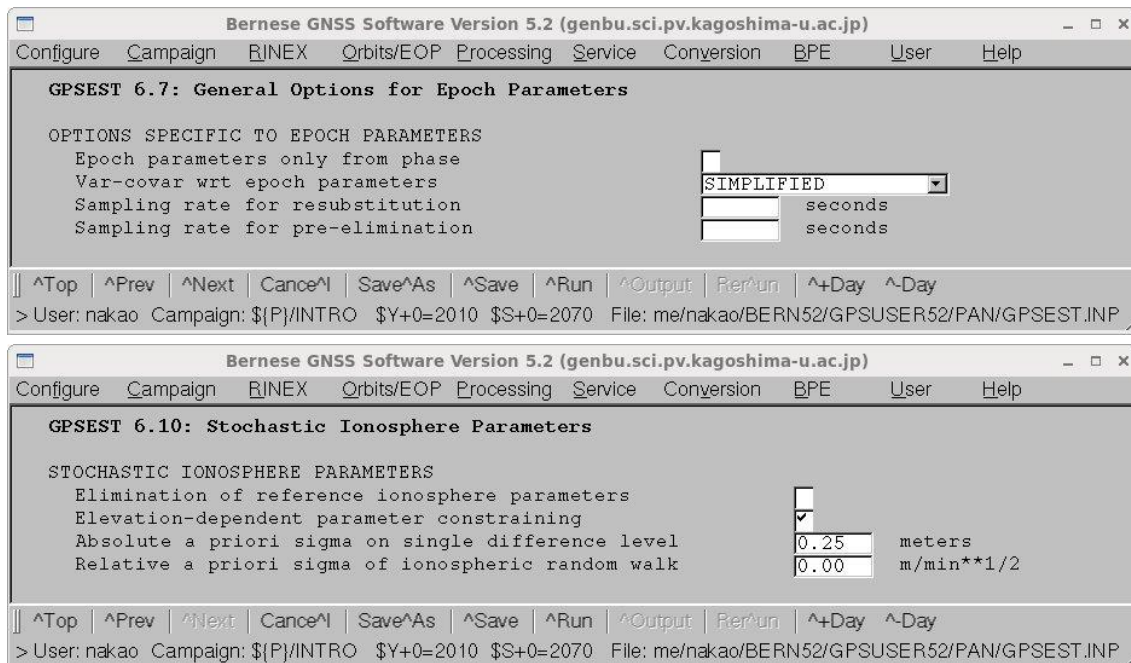 Bernese GNSS Software Version 5.2 (genbu.sci.pv.kagoshima-u.ac.jp)
Configure Campaign RINEX Orbits/EOP Processing Service Conversion BPE User Help
GPSEST 6.7: General Options for Epoch Parameters
OPTIONS SPECIFIC TO EPOCH PARAMETERS
Epoch parameters only from phase
Var-covar wrt epoch parameters SIMPLIFIED
Sampling rate for resubstitution seconds
Sampling rate for pre-elimination seconds
^Top | ^Prev | ^Next | Cance^l | Save^As | ^Save | ^Run | ^Output | Rer^un | ^+Day ^-Day
> User: nakao Campaign: ${P}/INTRO $Y+0=2010 $S+0=2070 File: me/nakao/BERN52/GPSUSER52/PAN/GPSEST.INP
Bernese GNSS Software Version 5.2 (genbu.sci.pv.kagoshima-u.ac.jp)
Configure Campaign RINEX Orbits/EOP Processing Service Conversion BPE User Help
GPSEST 6.10: Stochastic Ionosphere Parameters
STOCHASTIC IONOSPHERE PARAMETERS
Elimination of reference ionosphere parameters
Elevation-dependent parameter constraining
Absolute a priori sigma on single difference level 0.25 meters
Relative a priori sigma of ionospheric random walk 0.00 m/min**1/2
^Top | ^Prev | ^Next | Cance^l | Save^As | ^Save | ^Run | ^Output | Rer^un | ^+Day ^-Day
> User: nakao Campaign: ${P}/INTRO $Y+0=2010 $S+0=2070 File: me/nakao/BERN52/GPSUSER52/PAN/GPSEST.INP